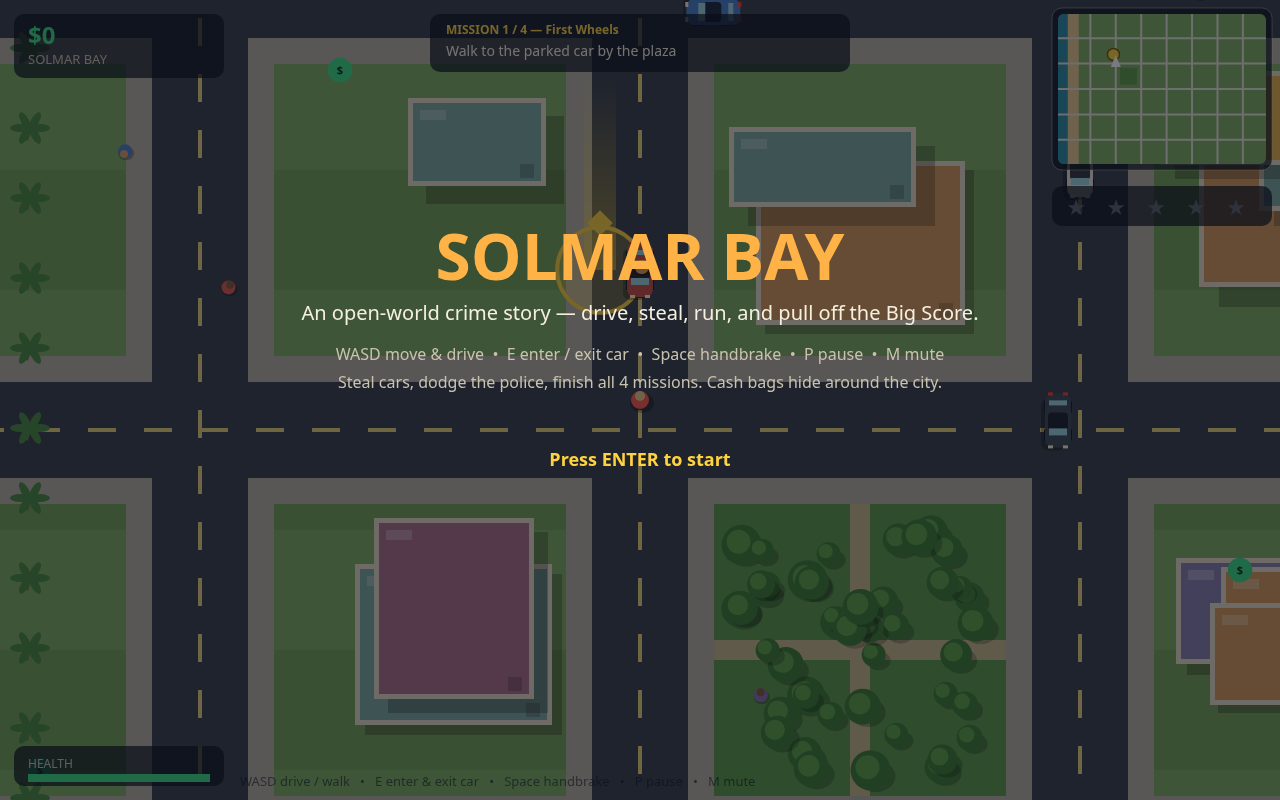 $0
SOLMAR BAY
MISSION 1 / 4 — First Wheels
Walk to the parked car by the plaza
$
SOLMAR BAY
An open-world crime story — drive, steal, run, and pull off the Big Score.
WASD move & drive • E enter / exit car • Space handbrake • P pause • M mute
Steal cars, dodge the police, finish all 4 missions. Cash bags hide around the city.
Press ENTER to start
$
HEALTH
WASD drive / walk • E enter & exit car • Space handbrake • P pause • M mute